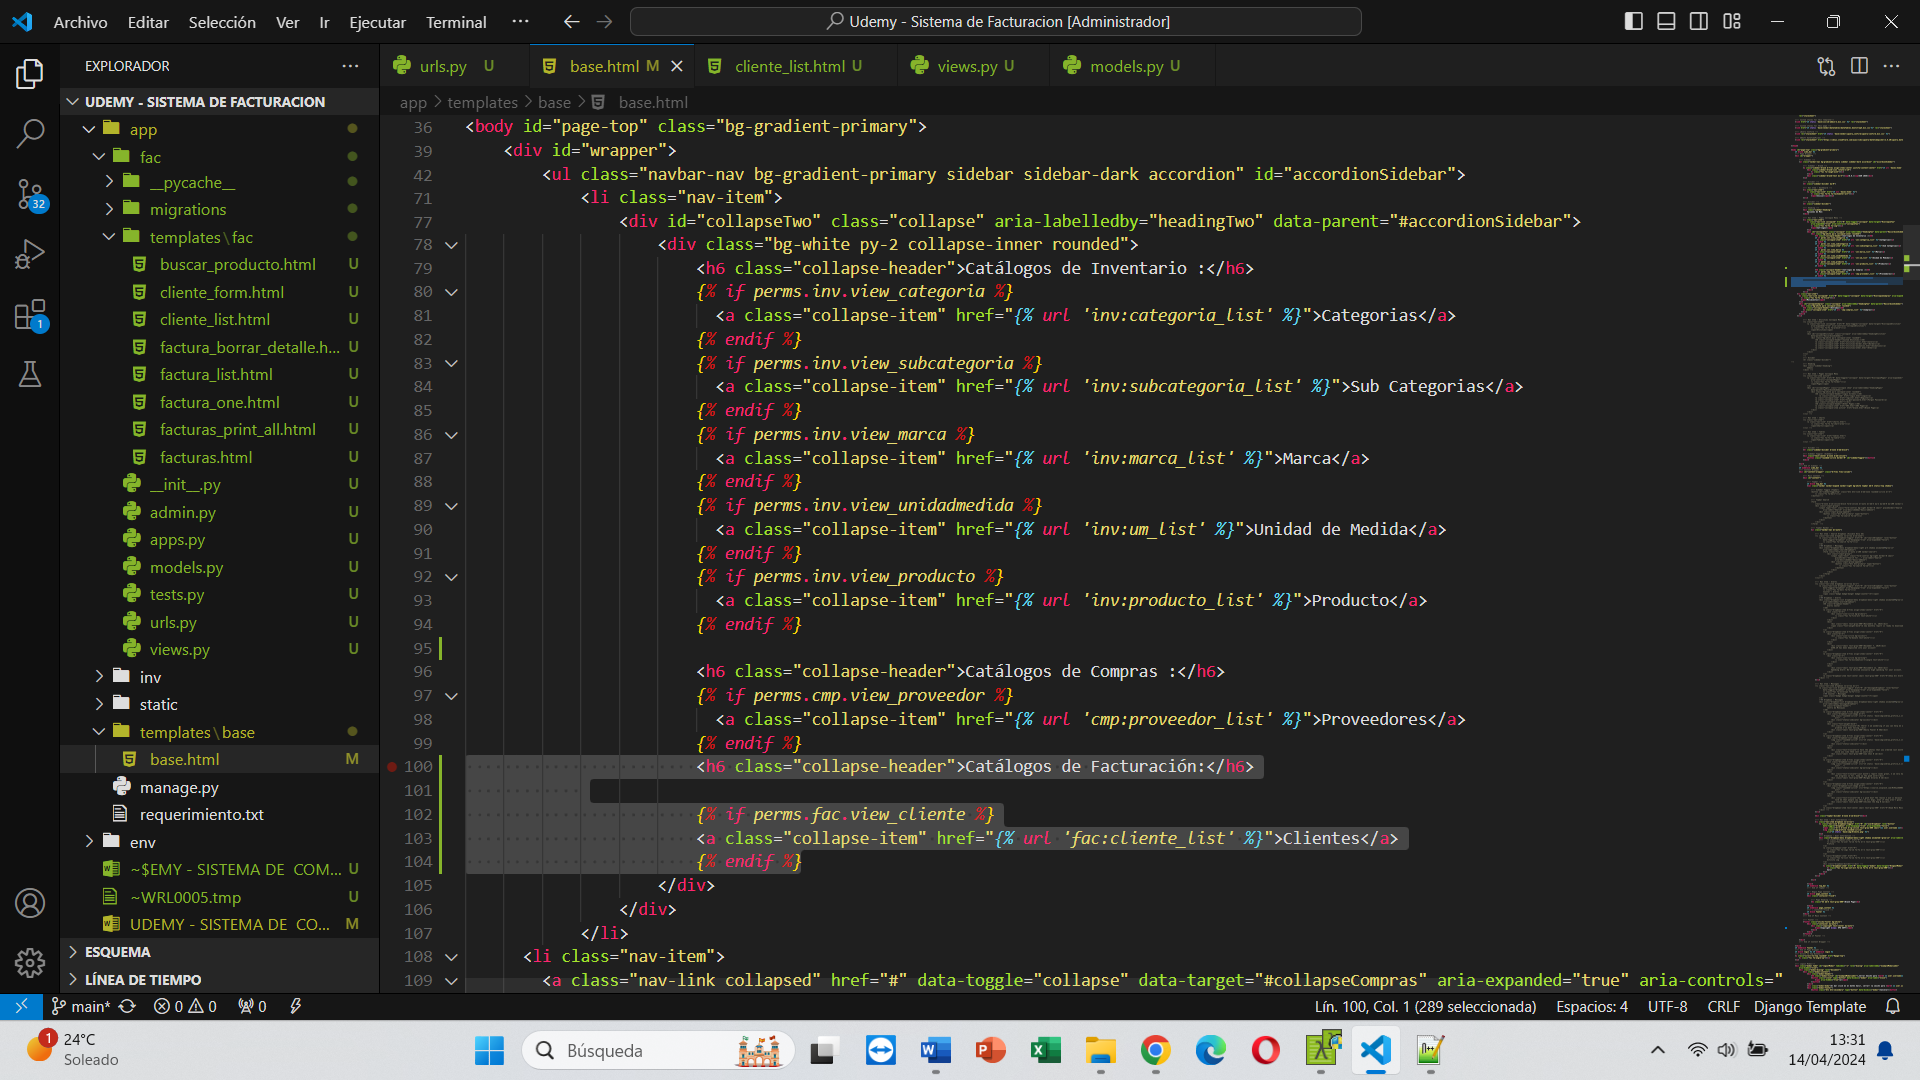 Archivo Editar Selección Ver Ir Ejecutar Terminal ··· Udemy - Sistema de Facturacion [Administrador]
EXPLORADOR ···
urls.py U base.html M cliente_list.html U views.py U models.py U
app > templates > base > base.html
UDEMY - SISTEMA DE FACTURACION
app
fac
__pycache__
migrations
templates\fac
buscar_producto.html U
cliente_form.html U
cliente_list.html U
factura_borrar_detalle.h... U
factura_list.html U
factura_one.html U
facturas_print_all.html U
facturas.html U
__init__.py U
admin.py U
apps.py U
models.py U
tests.py U
urls.py U
views.py U
inv
static
templates\base
base.html M
manage.py
requerimiento.txt
env
~$EMY - SISTEMA DE COM... U
~WRL0005.tmp U
UDEMY - SISTEMA DE CO... M
ESQUEMA
LÍNEA DE TIEMPO
32
1
36 <body id="page-top" class="bg-gradient-primary">
39 <div id="wrapper">
42 <ul class="navbar-nav bg-gradient-primary sidebar sidebar-dark accordion" id="accordionSidebar">
71 <li class="nav-item">
77 <div id="collapseTwo" class="collapse" aria-labelledby="headingTwo" data-parent="#accordionSidebar">
78 <div class="bg-white py-2 collapse-inner rounded">
79 <h6 class="collapse-header">Catálogos de Inventario :</h6>
80 {% if perms.inv.view_categoria %}
81 <a class="collapse-item" href="{% url 'inv:categoria_list' %}">Categorias</a>
82 {% endif %}
83 {% if perms.inv.view_subcategoria %}
84 <a class="collapse-item" href="{% url 'inv:subcategoria_list' %}">Sub Categorias</a>
85 {% endif %}
86 {% if perms.inv.view_marca %}
87 <a class="collapse-item" href="{% url 'inv:marca_list' %}">Marca</a>
88 {% endif %}
89 {% if perms.inv.view_unidadmedida %}
90 <a class="collapse-item" href="{% url 'inv:um_list' %}">Unidad de Medida</a>
91 {% endif %}
92 {% if perms.inv.view_producto %}
93 <a class="collapse-item" href="{% url 'inv:producto_list' %}">Producto</a>
94 {% endif %}
95
96 <h6 class="collapse-header">Catálogos de Compras :</h6>
97 {% if perms.cmp.view_proveedor %}
98 <a class="collapse-item" href="{% url 'cmp:proveedor_list' %}">Proveedores</a>
99 {% endif %}
100 <h6 class="collapse-header">Catálogos de Facturación:</h6>
101
102 {% if perms.fac.view_cliente %}
103 <a class="collapse-item" href="{% url 'fac:cliente_list' %}">Clientes</a>
104 {% endif %}
105 </div>
106 </div>
107 </li>
108 <li class="nav-item">
109 <a class="nav-link collapsed" href="#" data-toggle="collapse" data-target="#collapseCompras" aria-expanded="true" aria-controls="
main* 0 0 0 Lín. 100, Col. 1 (289 seleccionada) Espacios: 4 UTF-8 CRLF Django Template
1 24°C
Soleado
Búsqueda
13:31
14/04/2024